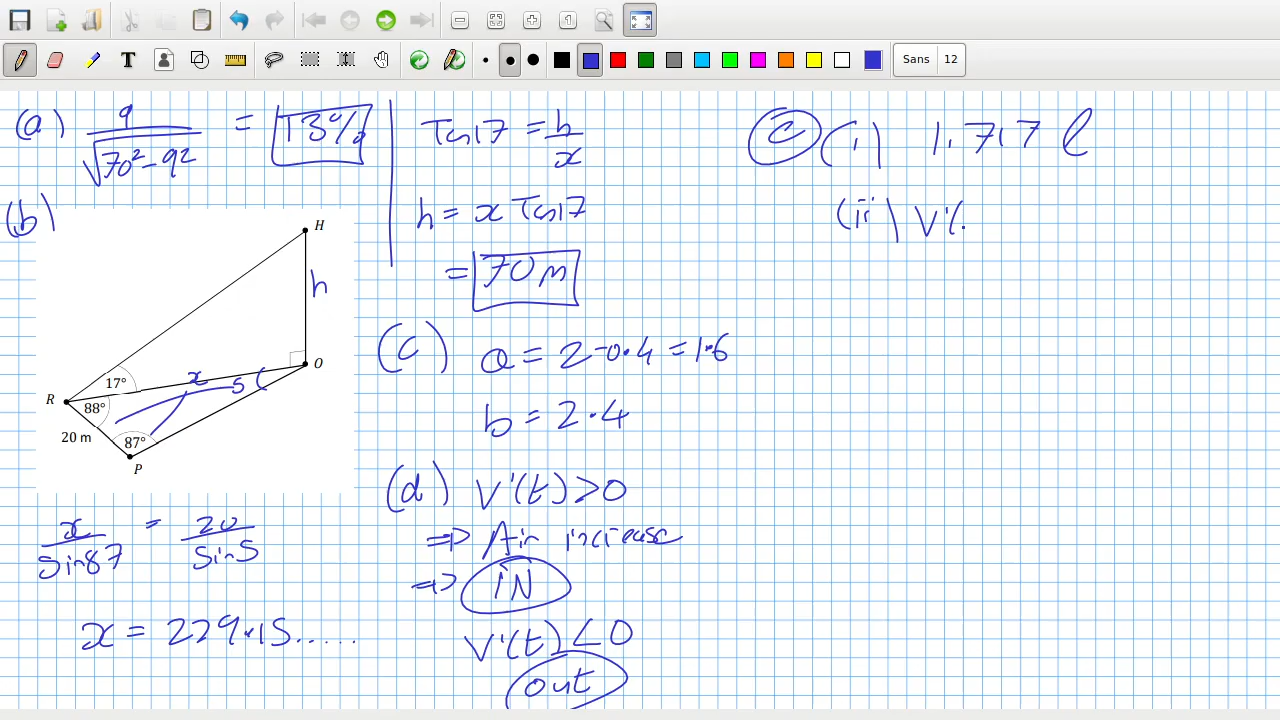 Sans 12
(a) 9 / √70² − 9² = 13%
(b)
H
h
O
17°
x
5
R
88°
20 m
87°
P
x / sin87 = 20 / sin5
x = 229.15......
Tan17 = h / x
h = x Tan17
= 70m
(c) a = 2 - 0.4 = 1.6
b = 2.4
(d) V'(t) > 0
=> Air increase
=> iN
V'(t) < 0
out
(e) (i) 1.717 l
(ii) V'(